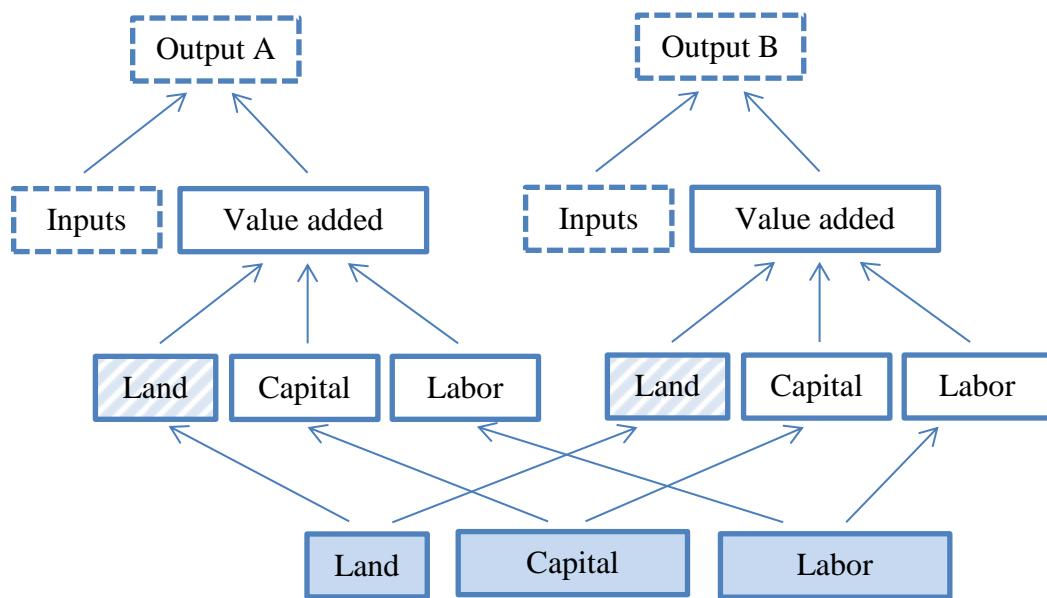 Output A
Output B
Inputs
Value added
Inputs
Value added
Land
Capital
Labor
Land
Capital
Labor
Land
Capital
Labor